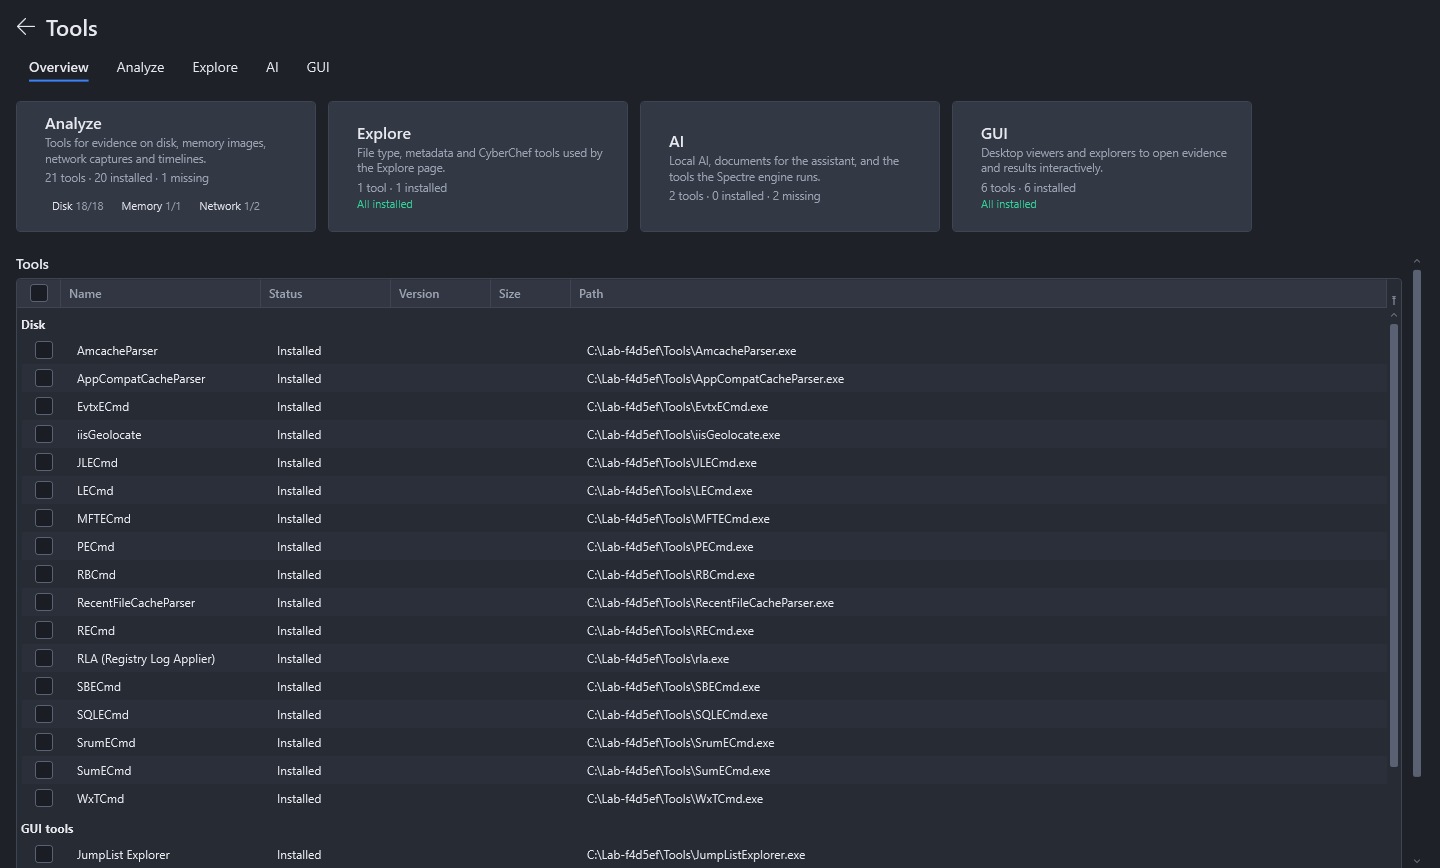 Tools
Overview Analyze Explore AI GUI
Analyze
Tools for evidence on disk, memory images,
network captures and timelines.
21 tools · 20 installed · 1 missing
Disk 18/18 Memory 1/1 Network 1/2
Explore
File type, metadata and CyberChef tools used by
the Explore page.
1 tool · 1 installed
All installed
AI
Local AI, documents for the assistant, and the
tools the Spectre engine runs.
2 tools · 0 installed · 2 missing
GUI
Desktop viewers and explorers to open evidence
and results interactively.
6 tools · 6 installed
All installed
Tools
Name Status Version Size Path
Disk
AmcacheParser Installed C:\Lab-f4d5ef\Tools\AmcacheParser.exe
AppCompatCacheParser Installed C:\Lab-f4d5ef\Tools\AppCompatCacheParser.exe
EvtxECmd Installed C:\Lab-f4d5ef\Tools\EvtxECmd.exe
iisGeolocate Installed C:\Lab-f4d5ef\Tools\iisGeolocate.exe
JLECmd Installed C:\Lab-f4d5ef\Tools\JLECmd.exe
LECmd Installed C:\Lab-f4d5ef\Tools\LECmd.exe
MFTECmd Installed C:\Lab-f4d5ef\Tools\MFTECmd.exe
PECmd Installed C:\Lab-f4d5ef\Tools\PECmd.exe
RBCmd Installed C:\Lab-f4d5ef\Tools\RBCmd.exe
RecentFileCacheParser Installed C:\Lab-f4d5ef\Tools\RecentFileCacheParser.exe
RECmd Installed C:\Lab-f4d5ef\Tools\RECmd.exe
RLA (Registry Log Applier) Installed C:\Lab-f4d5ef\Tools\rla.exe
SBECmd Installed C:\Lab-f4d5ef\Tools\SBECmd.exe
SQLECmd Installed C:\Lab-f4d5ef\Tools\SQLECmd.exe
SrumECmd Installed C:\Lab-f4d5ef\Tools\SrumECmd.exe
SumECmd Installed C:\Lab-f4d5ef\Tools\SumECmd.exe
WxTCmd Installed C:\Lab-f4d5ef\Tools\WxTCmd.exe
GUI tools
JumpList Explorer Installed C:\Lab-f4d5ef\Tools\JumpListExplorer.exe